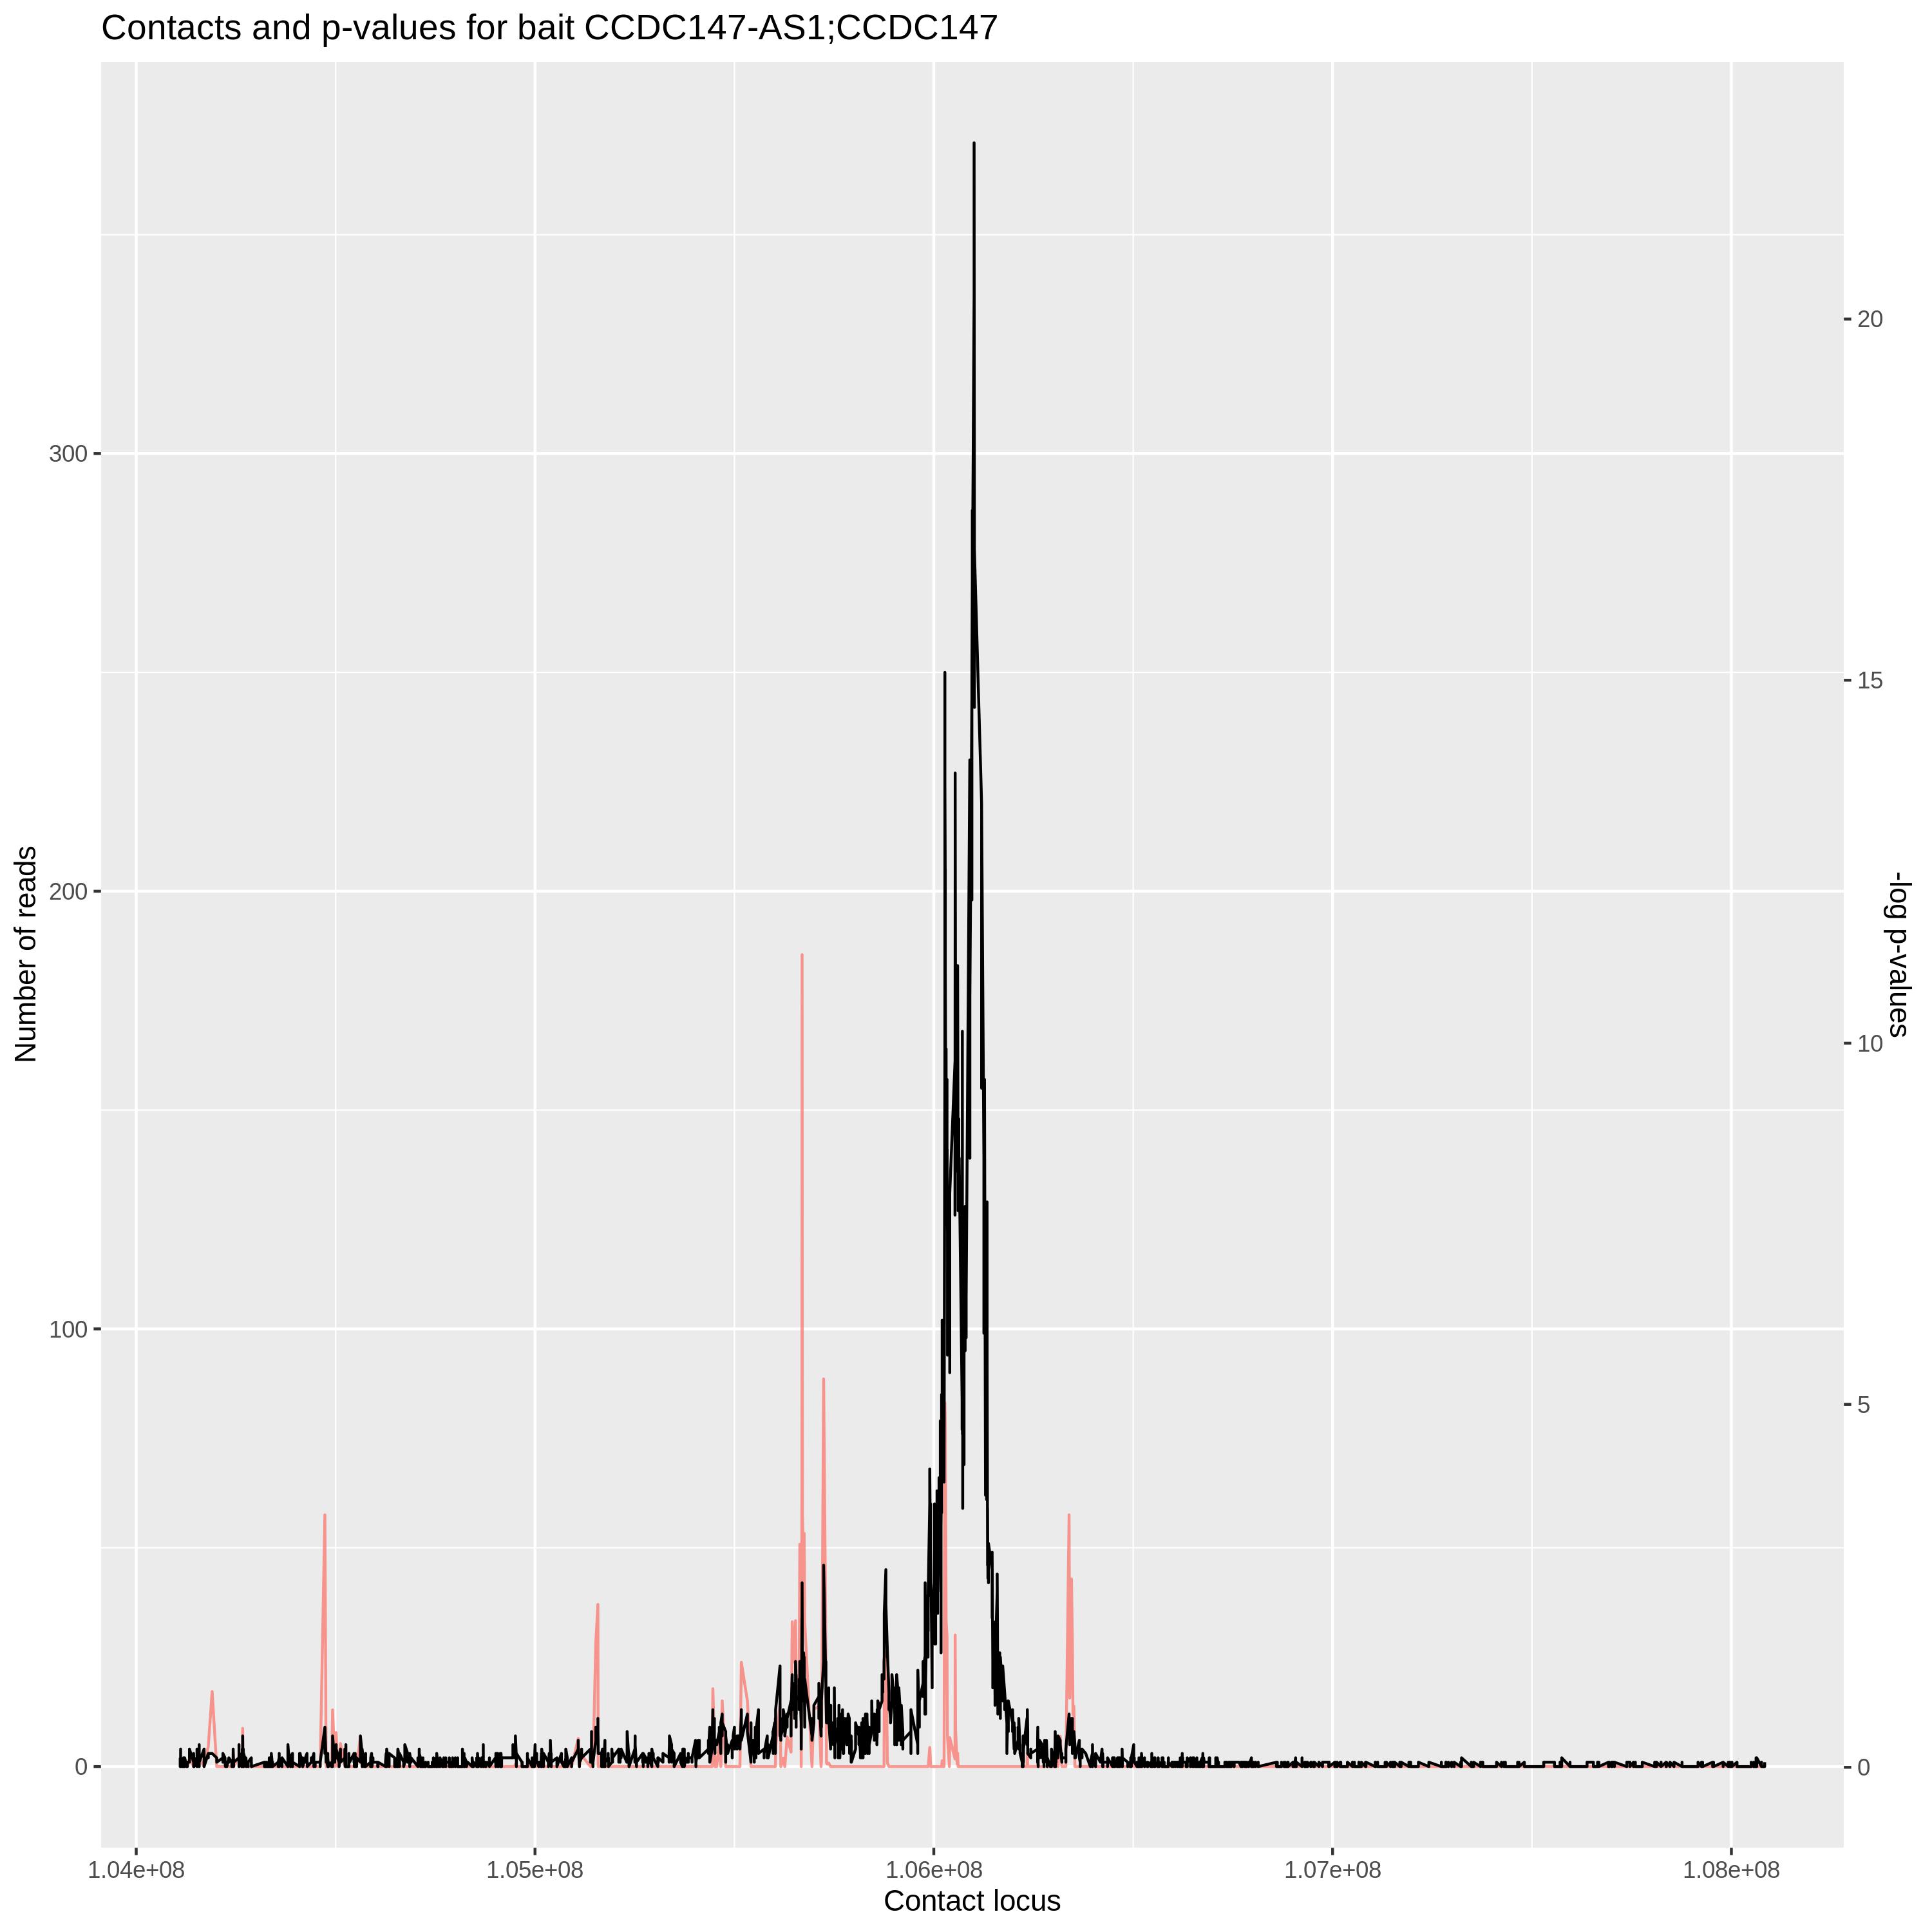 Contacts and p-values for bait CCDC147-AS1;CCDC147
Number of reads
300
200
100
0
20
15
10
5
0
-log p-values
1.04e+08
1.05e+08
1.06e+08
1.07e+08
1.08e+08
Contact locus